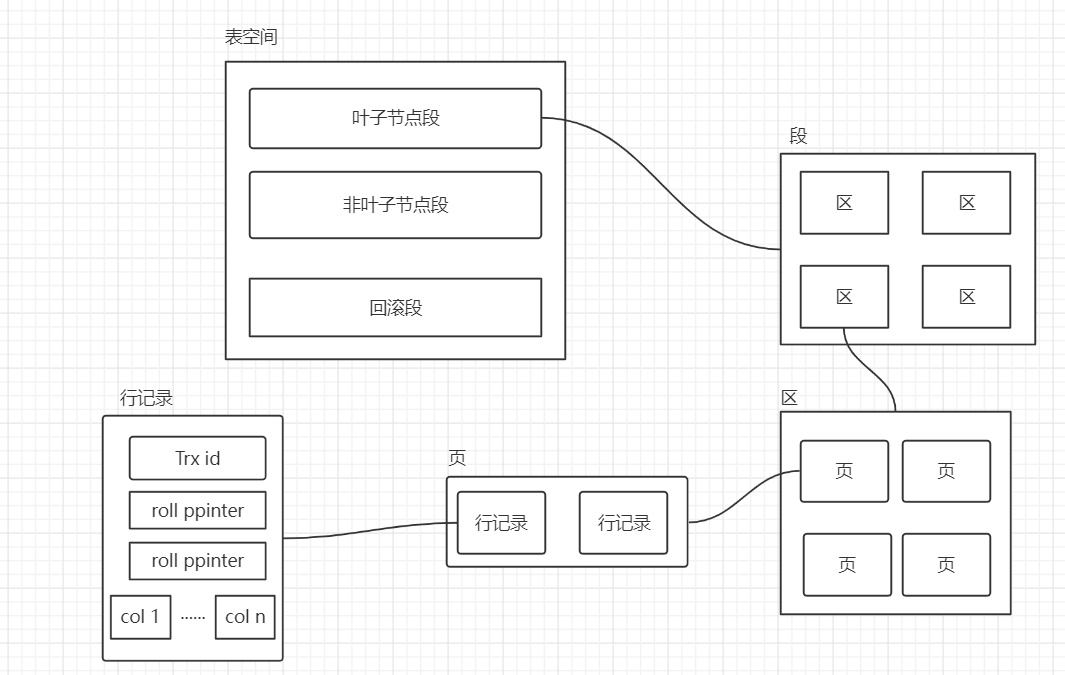 表空间
叶子节点段
非叶子节点段
回滚段
段
区 区
区 区
区
页 页
页 页
页
行记录 行记录
行记录
Trx id
roll ppinter
roll ppinter
col 1 ······ col n